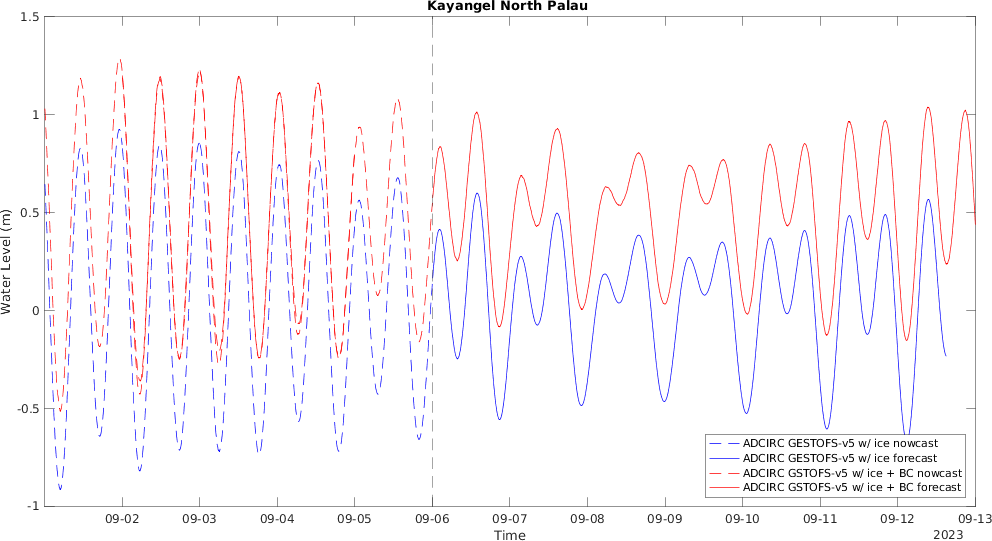 Kayangel North Palau
1.5
1
0.5
0
-0.5
-1
Water Level (m)
ADCIRC GESTOFS-v5 w/ ice nowcast
ADCIRC GESTOFS-v5 w/ ice forecast
ADCIRC GSTOFS-v5 w/ ice + BC nowcast
ADCIRC GSTOFS-v5 w/ ice + BC forecast
09-02 09-03 09-04 09-05 09-06 09-07 09-08 09-09 09-10 09-11 09-12 09-13
Time
2023